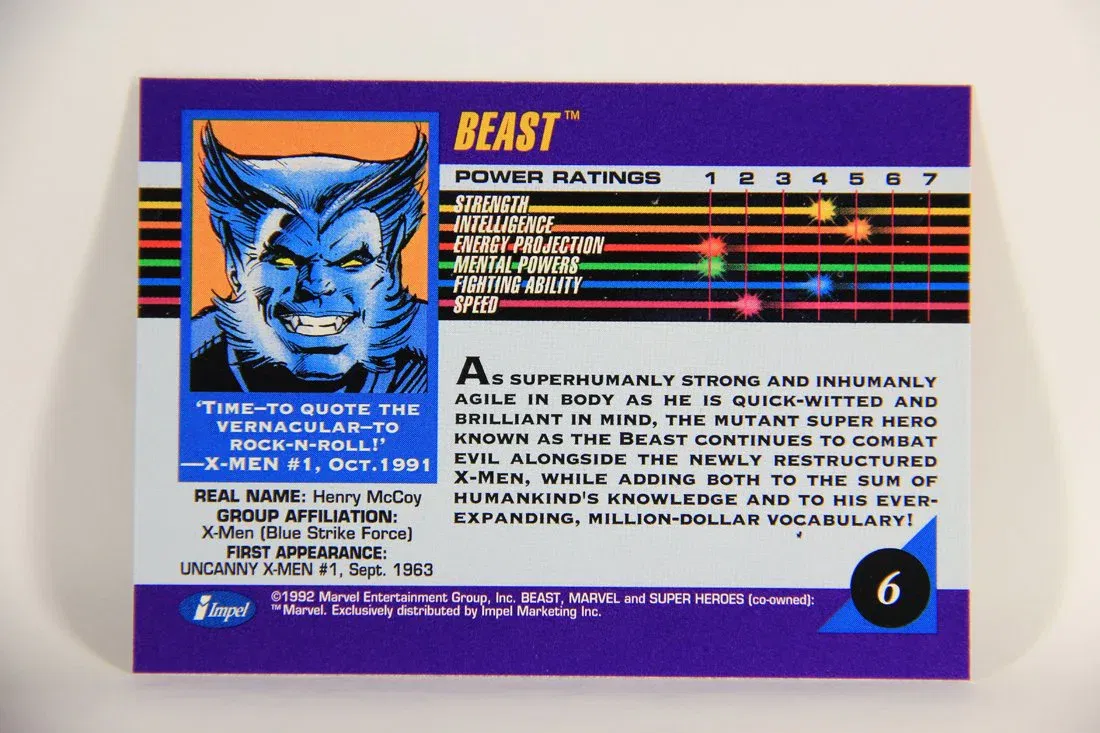 BEAST™
POWER RATINGS 1 2 3 4 5 6 7
STRENGTH
INTELLIGENCE
ENERGY PROJECTION
MENTAL POWERS
FIGHTING ABILITY
SPEED
'TIME—TO QUOTE THE
VERNACULAR—TO
ROCK-N-ROLL!'
—X-MEN #1, OCT.1991
REAL NAME: Henry McCoy
GROUP AFFILIATION:
X-Men (Blue Strike Force)
FIRST APPEARANCE:
UNCANNY X-MEN #1, Sept. 1963
AS SUPERHUMANLY STRONG AND INHUMANLY
AGILE IN BODY AS HE IS QUICK-WITTED AND
BRILLIANT IN MIND, THE MUTANT SUPER HERO
KNOWN AS THE BEAST CONTINUES TO COMBAT
EVIL ALONGSIDE THE NEWLY RESTRUCTURED
X-MEN, WHILE ADDING BOTH TO THE SUM OF
HUMANKIND'S KNOWLEDGE AND TO HIS EVER-
EXPANDING, MILLION-DOLLAR VOCABULARY!
6
Impel
©1992 Marvel Entertainment Group, Inc. BEAST, MARVEL and SUPER HEROES (co-owned):
™Marvel. Exclusively distributed by Impel Marketing Inc.